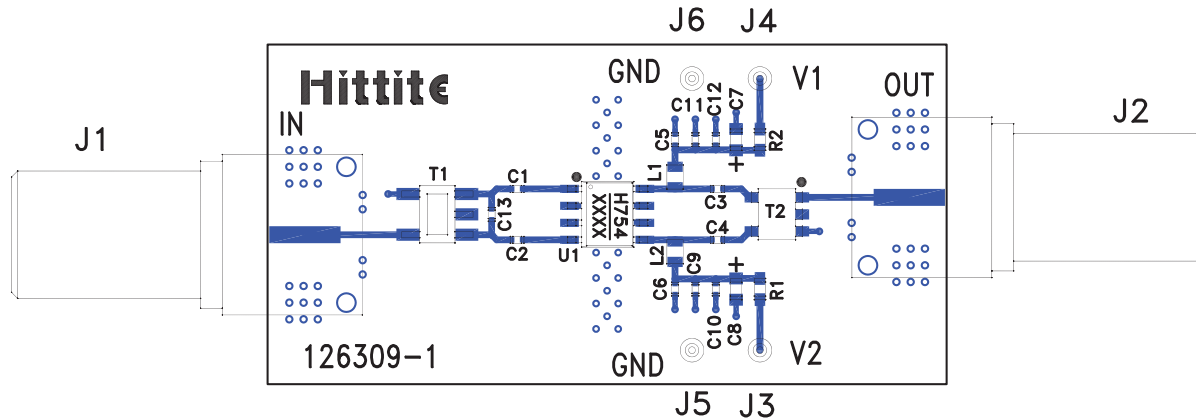 J6 J4
J1
J2
Hittite
GND
V1
OUT
IN
C11
C12
C7
C5
R2
+
L1
T1
C1
C3
C13
H754
XXXX
T2
C2
U1
C4
L2
C9
+
C6
R1
C10
C8
126309-1
GND
V2
J5 J3